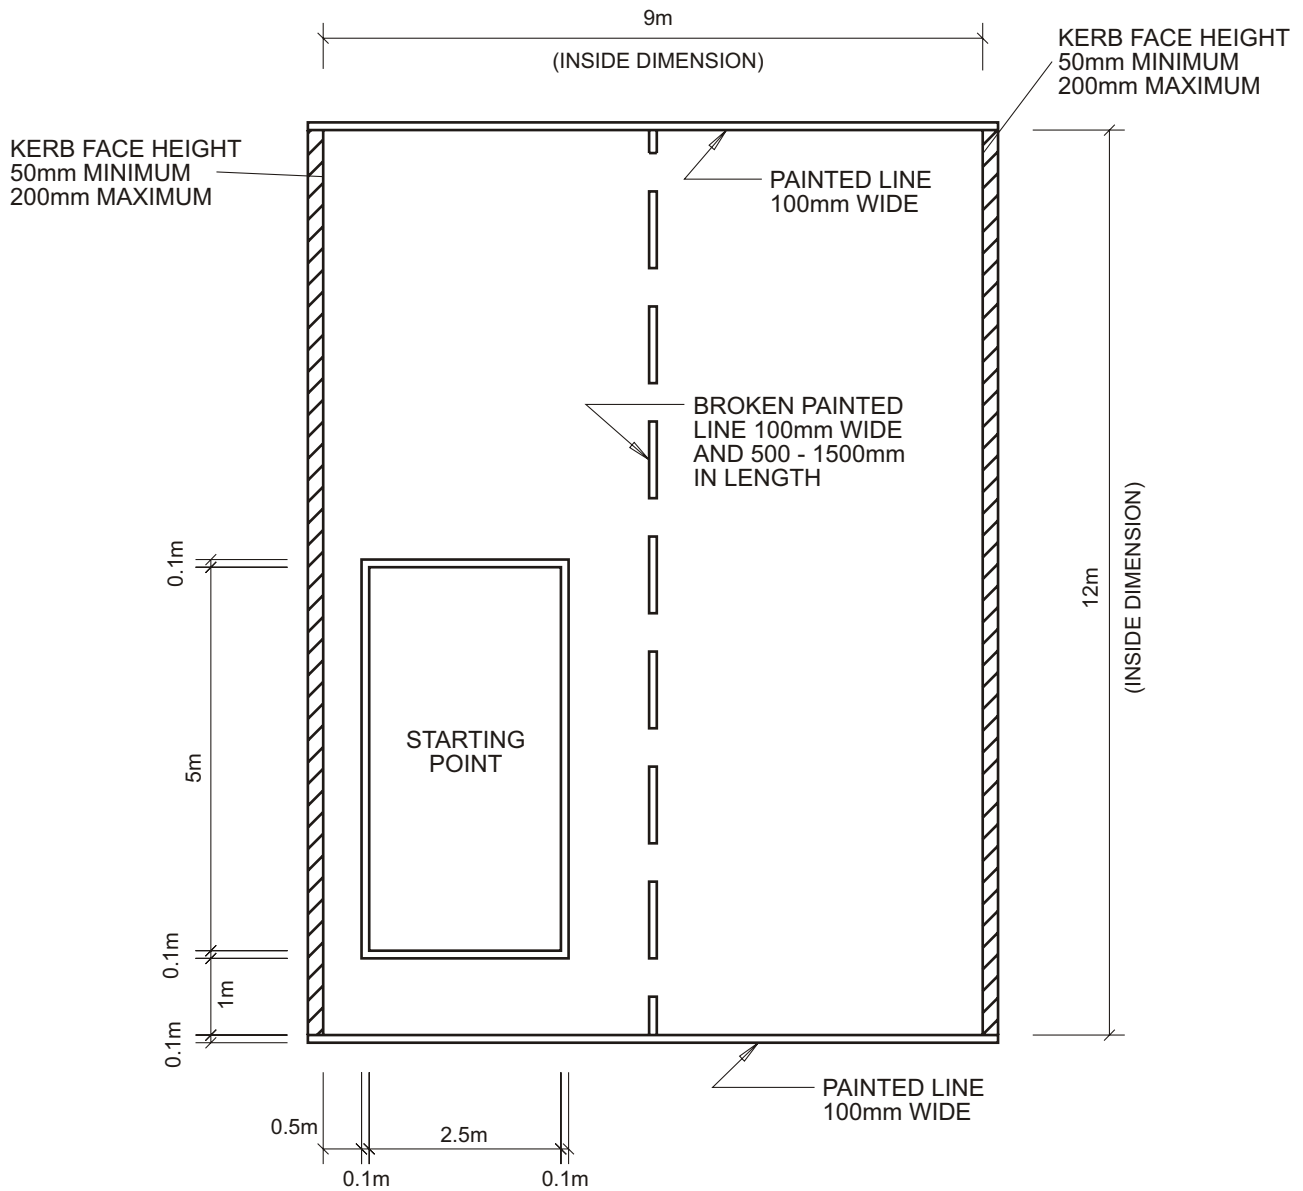 9m
(INSIDE DIMENSION)
KERB FACE HEIGHT
50mm MINIMUM
200mm MAXIMUM
KERB FACE HEIGHT
50mm MINIMUM
200mm MAXIMUM
PAINTED LINE
100mm WIDE
BROKEN PAINTED
LINE 100mm WIDE
AND 500 - 1500mm
IN LENGTH
12m
(INSIDE DIMENSION)
0.1m
5m
STARTING
POINT
0.1m
1m
0.1m
PAINTED LINE
100mm WIDE
0.5m
2.5m
0.1m
0.1m